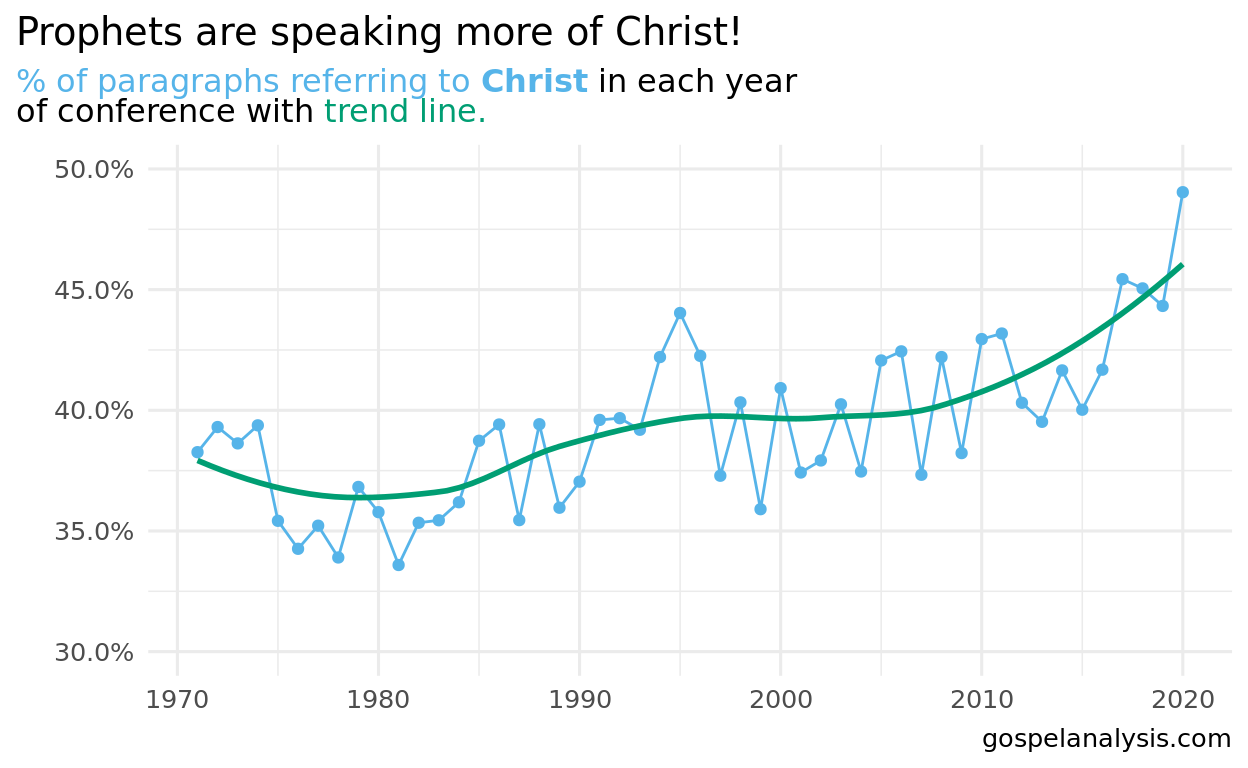 Prophets are speaking more of Christ!
% of paragraphs referring to Christ in each year
of conference with trend line.
50.0%
45.0%
40.0%
35.0%
30.0%
1970 1980 1990 2000 2010 2020
gospelanalysis.com